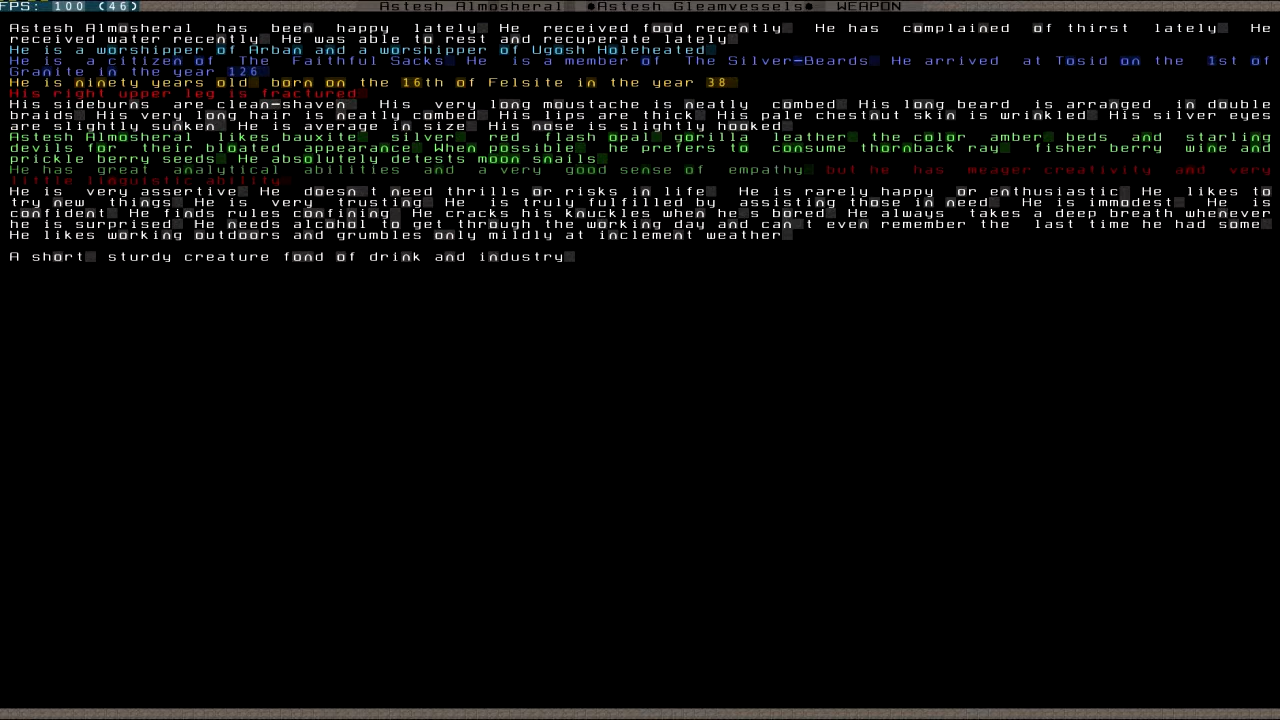 FPS: 100 (46) Astesh Almosheral ●Astesh Gleamvessels● WEAPON
Astesh Almosheral has been happy lately He received food recently He has complained of thirst lately He
received water recently He was able to rest and recuperate lately
He is a worshipper of Arban and a worshipper of Ugosh Holeheated
He is a citizen of The Faithful Sacks He is a member of The Silver-Beards He arrived at Tosid on the 1st of
Granite in the year 126
He is ninety years old born on the 16th of Felsite in the year 38
His right upper leg is fractured
His sideburns are clean-shaven His very long moustache is neatly combed His long beard is arranged in double
braids His very long hair is neatly combed His lips are thick His pale chestnut skin is wrinkled His silver eyes
are slightly sunken He is average in size His nose is slightly hooked
Astesh Almosheral likes bauxite silver red flash opal gorilla leather the color amber beds and starling
devils for their bloated appearance When possible he prefers to consume thornback ray fisher berry wine and
prickle berry seeds He absolutely detests moon snails
He has great analytical abilities and a very good sense of empathy but he has meager creativity and very
little linguistic ability
He is very assertive He doesn t need thrills or risks in life He is rarely happy or enthusiastic He likes to
try new things He is very trusting He is truly fulfilled by assisting those in need He is immodest He is
confident He finds rules confining He cracks his knuckles when he s bored He always takes a deep breath whenever
he is surprised He needs alcohol to get through the working day and can t even remember the last time he had some
He likes working outdoors and grumbles only mildly at inclement weather
A short sturdy creature fond of drink and industry